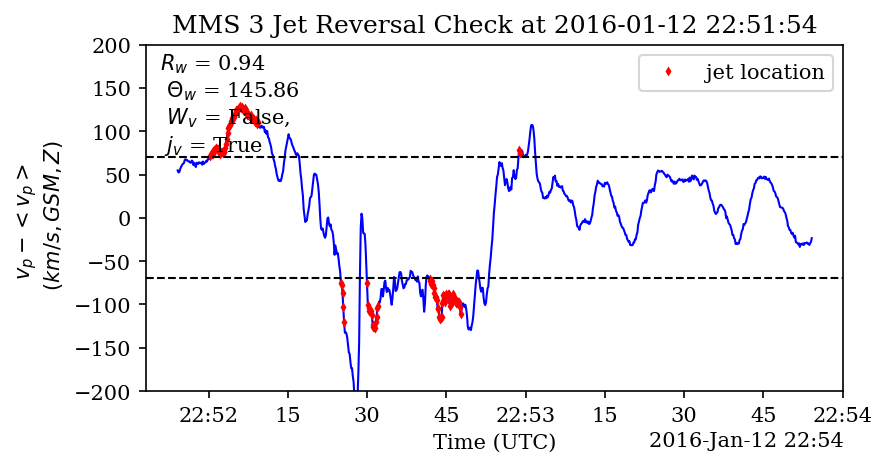 MMS 3 Jet Reversal Check at 2016-01-12 22:51:54
200
150
100
50
0
−50
−100
−150
−200
v_p − < v_p >
(km/s, GSM, Z)
R_w = 0.94
Θ_w = 145.86
W_v = False,
j_v = True
jet location
22:52 15 30 45 22:53 15 30 45 22:54
Time (UTC)
2016-Jan-12 22:54